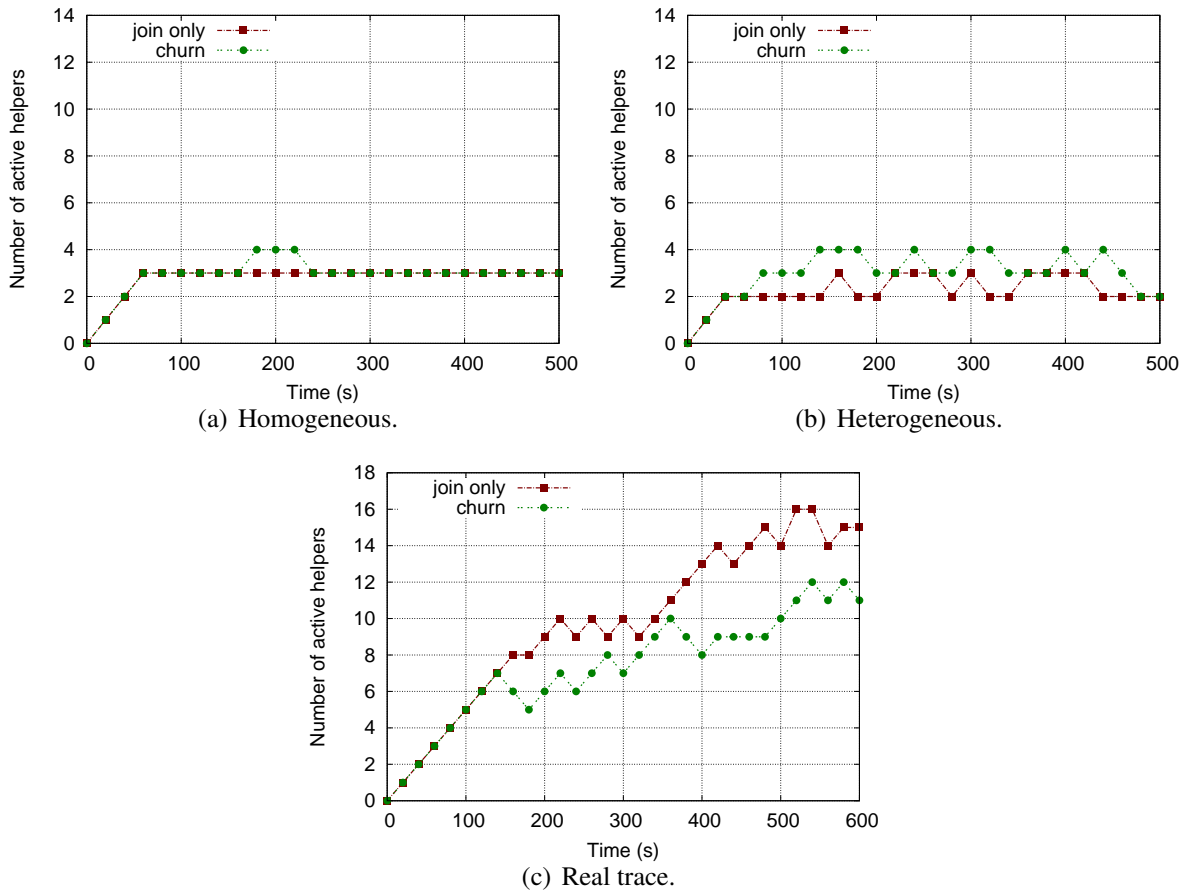 14
12
10
8
6
4
2
0
Number of active helpers
join only
churn
0 100 200 300 400 500
Time (s)
(a) Homogeneous.
14
12
10
8
6
4
2
0
Number of active helpers
join only
churn
0 100 200 300 400 500
Time (s)
(b) Heterogeneous.
18
16
14
12
10
8
6
4
2
0
Number of active helpers
join only
churn
0 100 200 300 400 500 600
Time (s)
(c) Real trace.